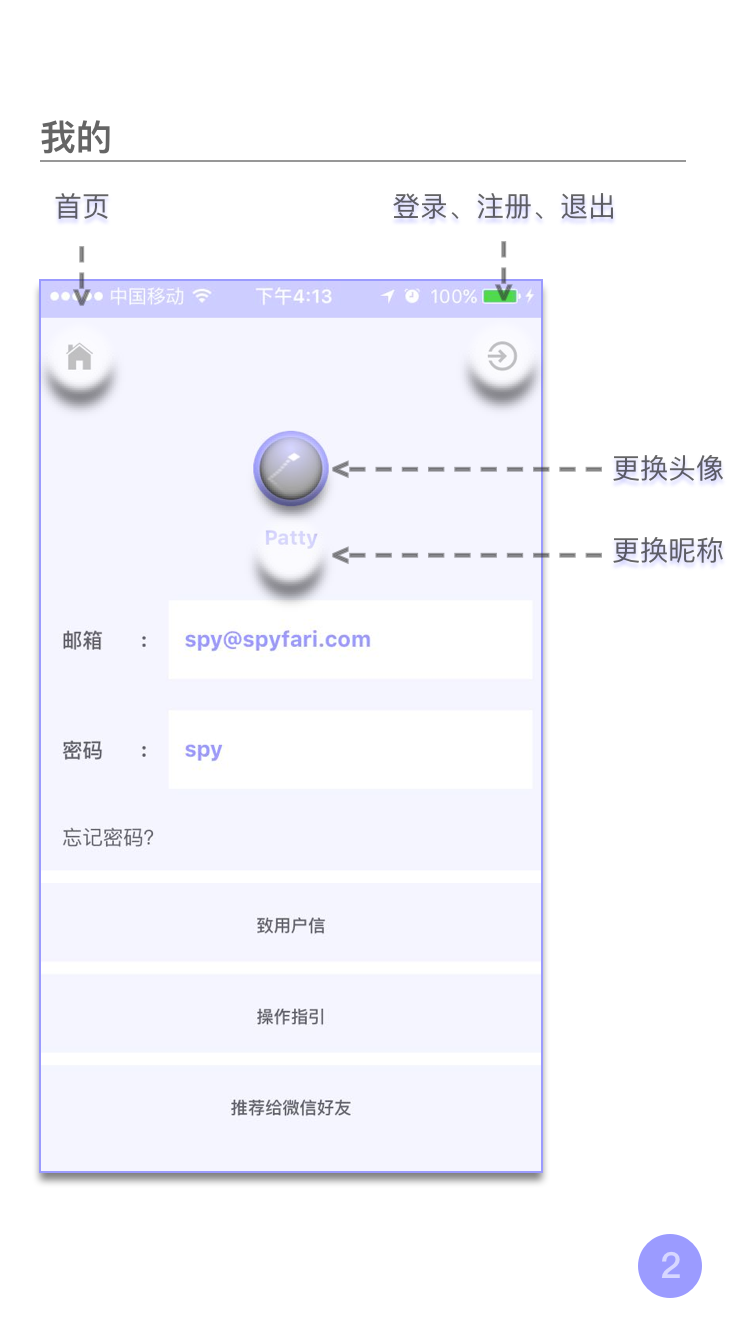 我的
首页
登录、注册、退出
中国移动 下午4:13 100%
更换头像
Patty
更换昵称
邮箱 : spy@spyfari.com
密码 : spy
忘记密码?
致用户信
操作指引
推荐给微信好友
2